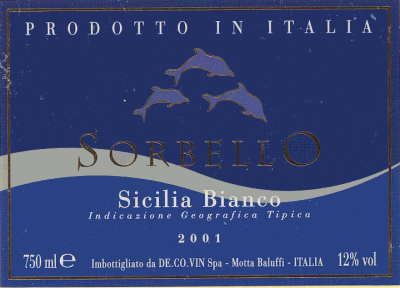 PRODOTTO IN ITALIA
SORBELLO
Sicilia Bianco
Indicazione Geografica Tipica
2001
750 ml e Imbottigliato da DE.CO.VIN Spa - Motta Baluffi - ITALIA 12% vol